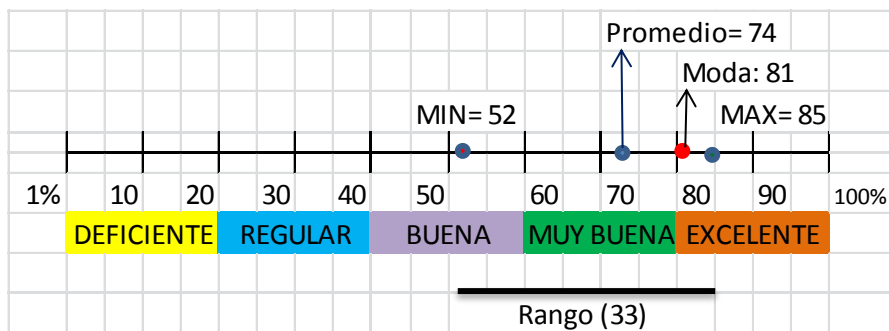 Promedio= 74
Moda: 81
MIN= 52
MAX= 85
1% 10 20 30 40 50 60 70 80 90 100%
DEFICIENTE REGULAR BUENA MUY BUENA EXCELENTE
Rango (33)